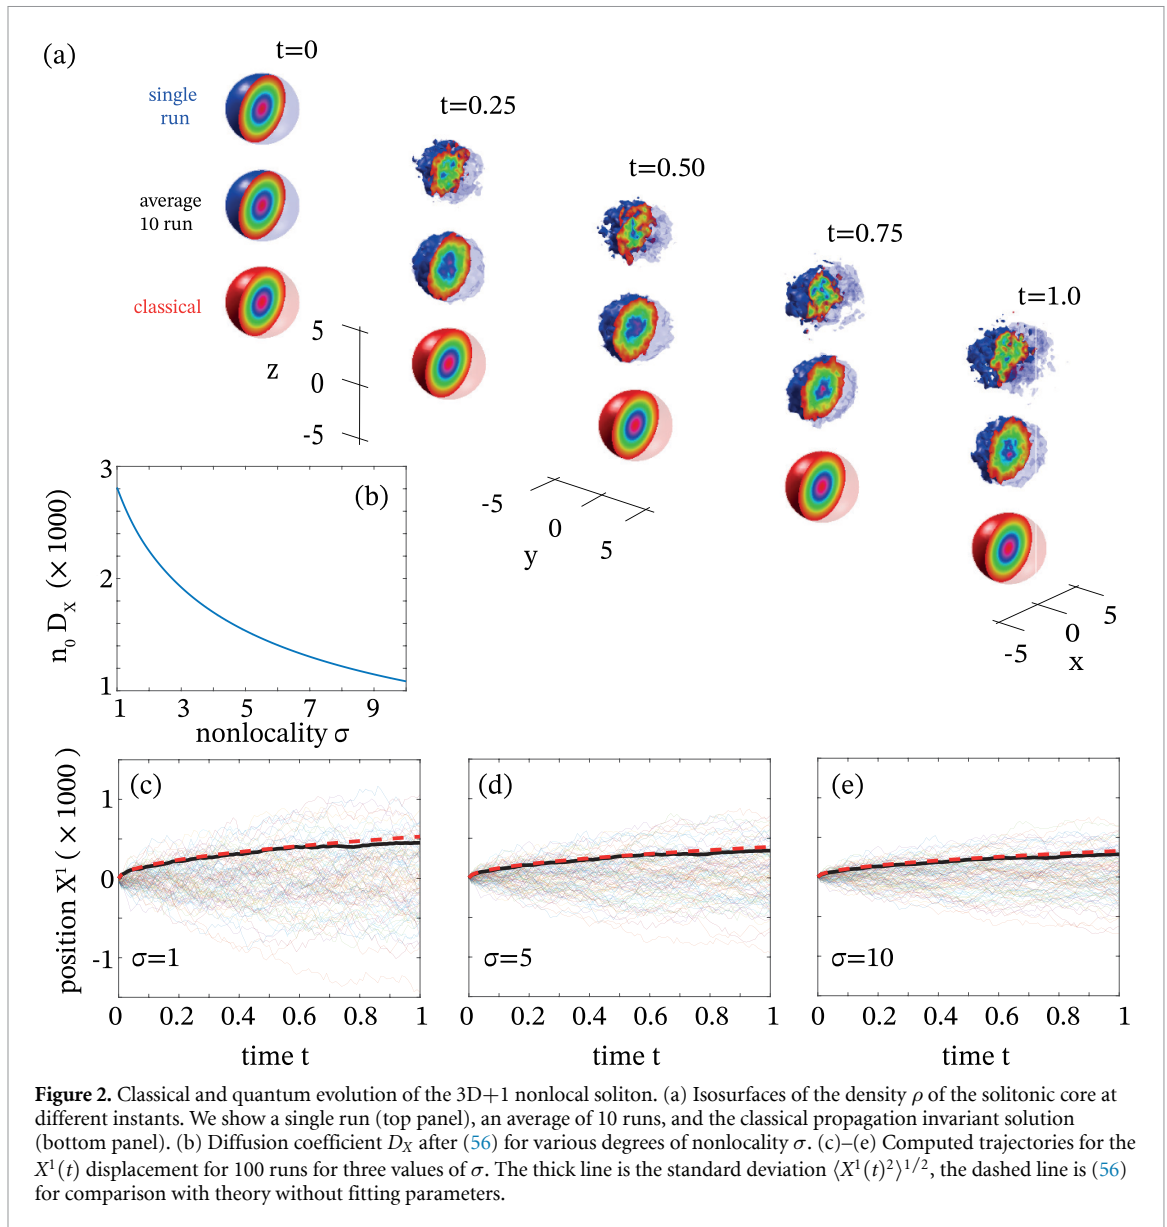 (a)
t=0
single
run
average
10 run
classical
t=0.25
t=0.50
t=0.75
t=1.0
5
z 0
-5
-5
0
y 5
5
0
-5 x
(b)
3
2
1
n₀ Dₓ (× 1000)
1 3 5 7 9
nonlocality σ
position X¹ (× 1000)
1
0
-1
(c)
σ=1
0 0.2 0.4 0.6 0.8 1
time t
(d)
σ=5
0 0.2 0.4 0.6 0.8 1
time t
(e)
σ=10
0 0.2 0.4 0.6 0.8 1
time t
Figure 2. Classical and quantum evolution of the 3D+1 nonlocal soliton. (a) Isosurfaces of the density ρ of the solitonic core at
different instants. We show a single run (top panel), an average of 10 runs, and the classical propagation invariant solution
(bottom panel). (b) Diffusion coefficient D_X after (56) for various degrees of nonlocality σ. (c)–(e) Computed trajectories for the
X¹(t) displacement for 100 runs for three values of σ. The thick line is the standard deviation ⟨X¹(t)²⟩^1/2, the dashed line is (56)
for comparison with theory without fitting parameters.